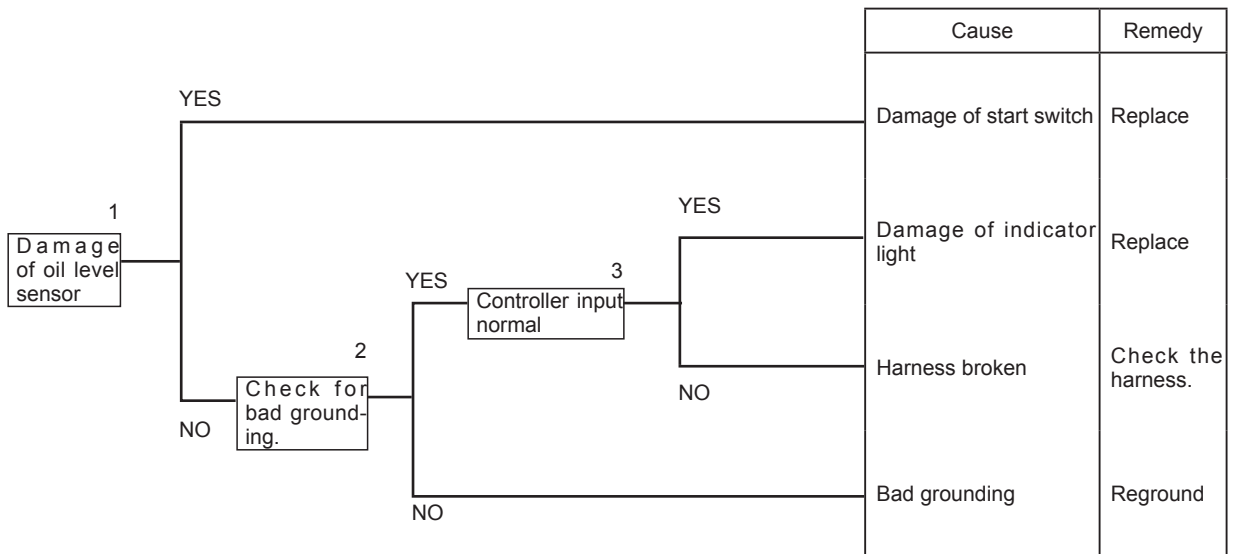 Cause Remedy
YES
Damage of start switch Replace
1
YES
Damage
of oil level
sensor
Damage of indicator
light
Replace
YES
3
Controller input
normal
2
Check for
bad ground-
ing.
Harness broken
Check the
harness.
NO
NO
Bad grounding Reground
NO